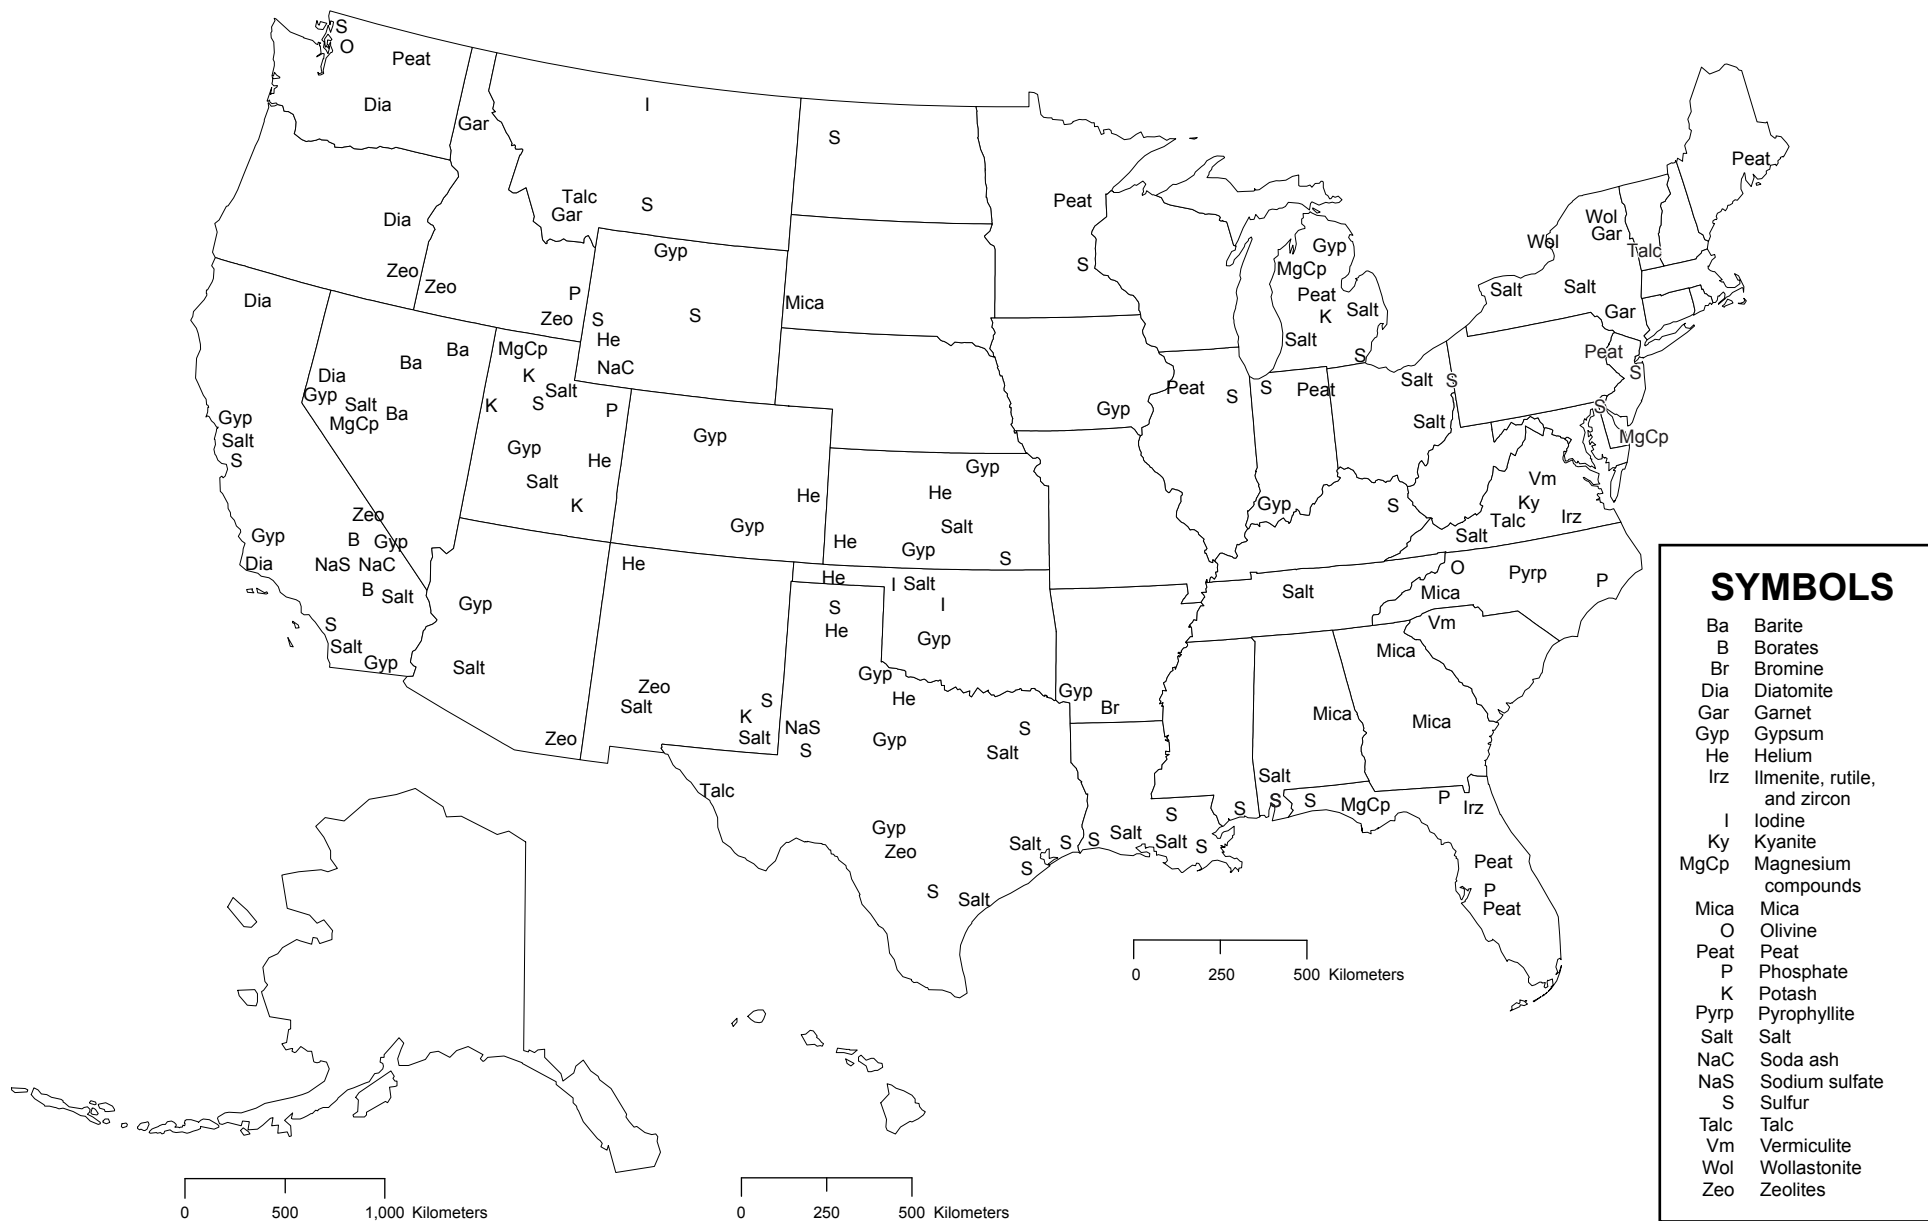 S
O
Peat
Dia
Gar
I
S
Talc
Gar
S
Dia
Zeo
Zeo
P
Zeo
Gyp
S
S
He
NaC
Mica
Peat
S
Gyp
MgCp
Peat
K
Salt
Salt
S
Peat
Wol
Gar
Wol
Talc
Salt
Salt
Gar
Peat
S
S
MgCp
Dia
Ba
Ba
Dia
Gyp
Salt
MgCp
Ba
Gyp
Salt
S
MgCp
K
Salt
K
S
P
Gyp
He
Salt
K
Gyp
He
Gyp
Gyp
Peat
S
S
Peat
Salt
S
Salt
Gyp
S
Vm
Ky
Talc
Irz
Salt
Gyp
He
Salt
He
Gyp
S
Zeo
B
Gyp
NaS
NaC
B
Salt
Gyp
Dia
S
Salt
Gyp
Gyp
Salt
Zeo
He
Zeo
Salt
S
K
Salt
He
I
Salt
I
Gyp
S
He
Gyp
He
NaS
S
Gyp
S
Salt
Talc
Gyp
Zeo
S
Salt
Salt
S
S
Gyp
Br
S
Salt
S
Salt
S
S
Salt
O
Pyrp
P
Mica
Vm
Mica
Mica
Mica
Salt
S
S
MgCp
P
Irz
Peat
P
Peat
0 250 500 Kilometers
0 500 1,000 Kilometers
0 250 500 Kilometers
SYMBOLS
Ba Barite
B Borates
Br Bromine
Dia Diatomite
Gar Garnet
Gyp Gypsum
He Helium
Irz Ilmenite, rutile,
and zircon
I Iodine
Ky Kyanite
MgCp Magnesium
compounds
Mica Mica
O Olivine
Peat Peat
P Phosphate
K Potash
Pyrp Pyrophyllite
Salt Salt
NaC Soda ash
NaS Sodium sulfate
S Sulfur
Talc Talc
Vm Vermiculite
Wol Wollastonite
Zeo Zeolites